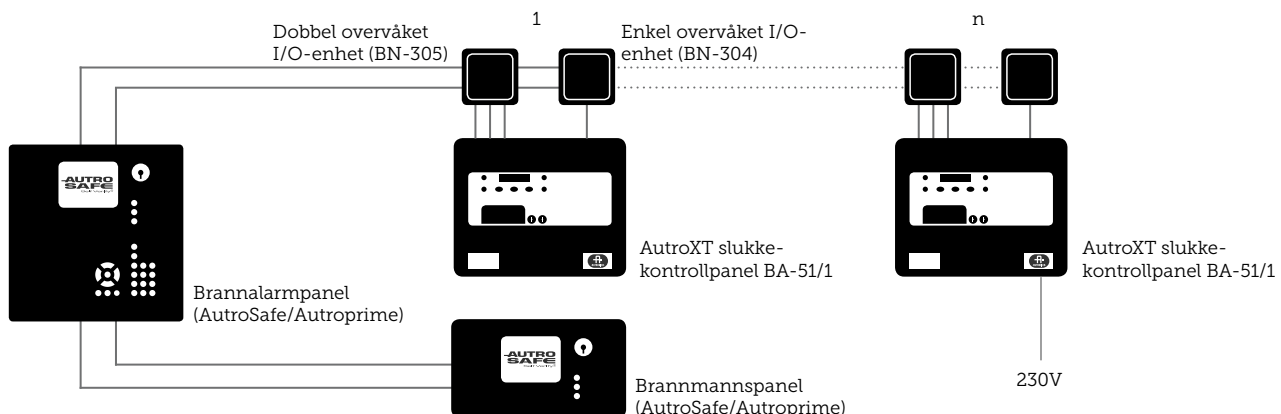 1
n
Dobbel overvåket
I/O-enhet (BN-305)
Enkel overvåket I/O-
enhet (BN-304)
AUTRO
SAFE
AutroXT slukke-
kontrollpanel BA-51/1
AutroXT slukke-
kontrollpanel BA-51/1
Brannalarmpanel
(AutroSafe/Autroprime)
AUTRO
SAFE
Brannmannspanel
(AutroSafe/Autroprime)
230V